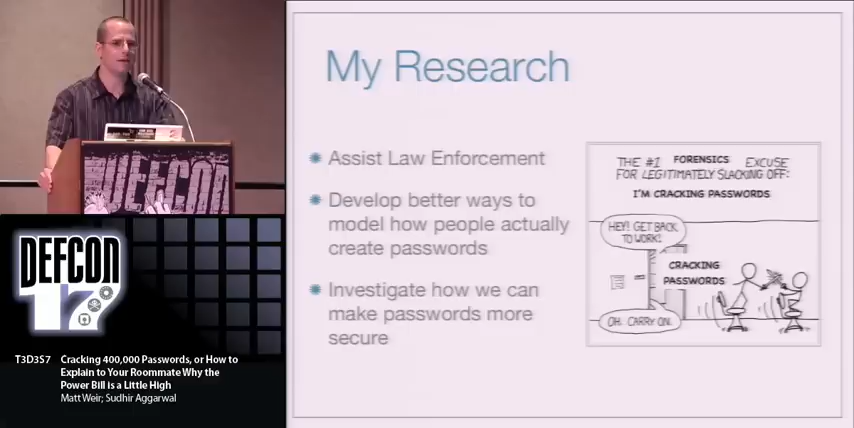 My Research
Assist Law Enforcement
Develop better ways to
model how people actually
create passwords
Investigate how we can
make passwords more
secure
THE #1 FORENSICS EXCUSE
FOR LEGITIMATELY SLACKING OFF:
I'M CRACKING PASSWORDS
HEY! GET BACK
TO WORK!
CRACKING
PASSWORDS
OH. CARRY ON.
DEFCON
DEFCON
17
T3D3S7 Cracking 400,000 Passwords, or How to
Explain to Your Roommate Why the
Power Bill is a Little High
Matt Weir; Sudhir Aggarwal